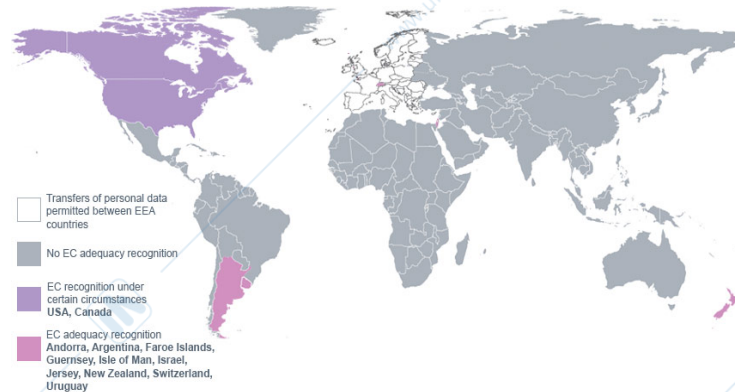 Transfers of personal data
permitted between EEA
countries
No EC adequacy recognition
EC recognition under
certain circumstances
USA, Canada
EC adequacy recognition
Andorra, Argentina, Faroe Islands,
Guernsey, Isle of Man, Israel,
Jersey, New Zealand, Switzerland,
Uruguay